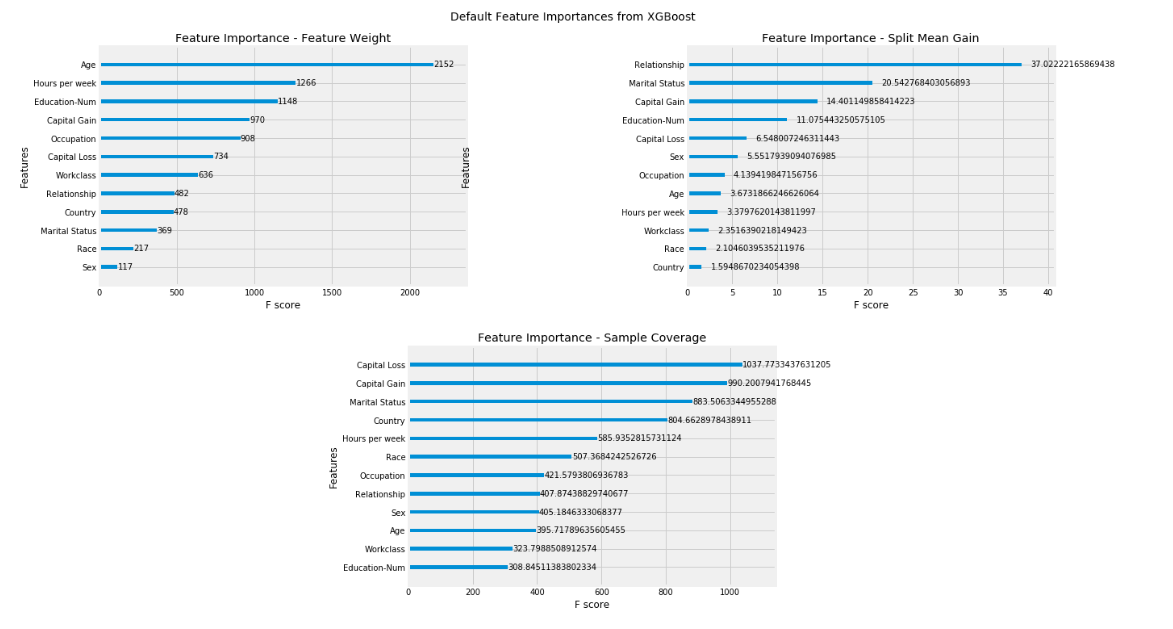 Default Feature Importances from XGBoost
Feature Importance - Feature Weight
Features
Age 2152
Hours per week 1266
Education-Num 1148
Capital Gain 970
Occupation 908
Capital Loss 734
Workclass 636
Relationship 482
Country 478
Marital Status 369
Race 217
Sex 117
0 500 1000 1500 2000
F score
Feature Importance - Split Mean Gain
Features
Relationship 37.02222165869438
Marital Status 20.542768403056893
Capital Gain 14.401149858414223
Education-Num 11.075443250575105
Capital Loss 6.548007246311443
Sex 5.5517939094076985
Occupation 4.139419847156756
Age 3.6731866246626064
Hours per week 3.3797620143811997
Workclass 2.3516390218149423
Race 2.1046039535211976
Country 1.5948670234054398
0 5 10 15 20 25 30 35 40
F score
Feature Importance - Sample Coverage
Features
Capital Loss 1037.7733437631205
Capital Gain 990.2007941768445
Marital Status 883.5063344955288
Country 804.6628978438911
Hours per week 585.9352815731124
Race 507.3684242526726
Occupation 421.5793806936783
Relationship 407.87438829740677
Sex 405.1846333068377
Age 395.71789635605455
Workclass 323.7988508912574
Education-Num 308.84511383802334
0 200 400 600 800 1000
F score